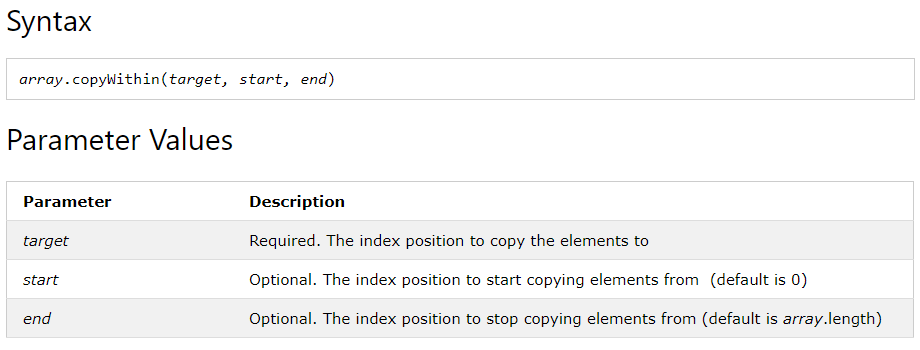 Syntax
array.copyWithin(target, start, end)
Parameter Values
Parameter Description
target Required. The index position to copy the elements to
start Optional. The index position to start copying elements from  (default is 0)
end Optional. The index position to stop copying elements from (default is array.length)